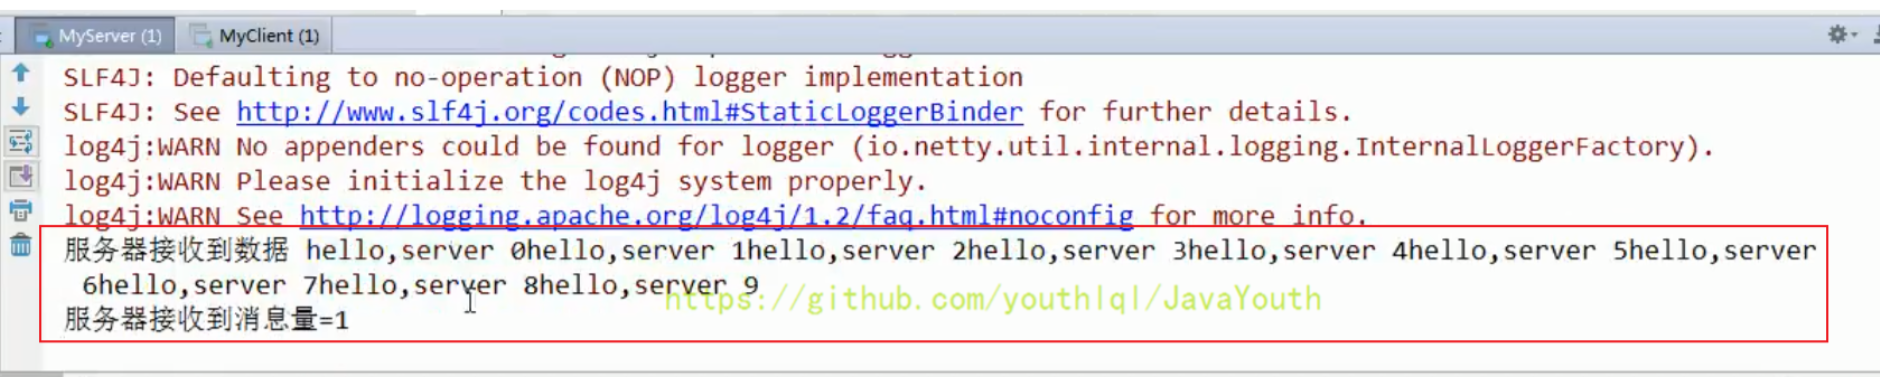 MyServer (1) MyClient (1)
SLF4J: Defaulting to no-operation (NOP) logger implementation
SLF4J: See http://www.slf4j.org/codes.html#StaticLoggerBinder for further details.
log4j:WARN No appenders could be found for logger (io.netty.util.internal.logging.InternalLoggerFactory).
log4j:WARN Please initialize the log4j system properly.
log4j:WARN See http://logging.apache.org/log4j/1.2/faq.html#noconfig for more info.
服务器接收到数据 hello,server 0hello,server 1hello,server 2hello,server 3hello,server 4hello,server 5hello,server
6hello,server 7hello,server 8hello,server 9
https://github.com/youthlql/JavaYouth
服务器接收到消息量=1